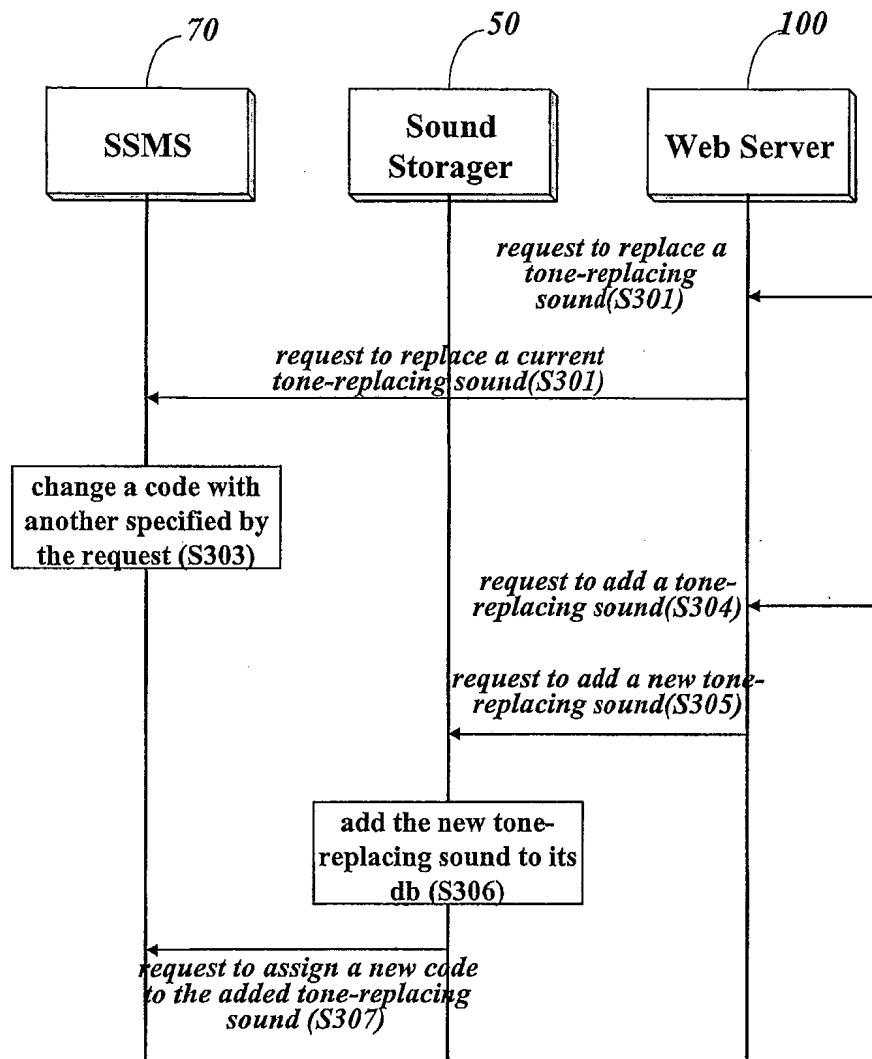 70
50
100
SSMS
Sound
Storager
Web Server
request to replace a
tone-replacing
sound(S301)
request to replace a current
tone-replacing sound(S301)
change a code with
another specified by
the request (S303)
request to add a tone-
replacing sound(S304)
request to add a new tone-
replacing sound(S305)
add the new tone-
replacing sound to its
db (S306)
request to assign a new code
to the added tone-replacing
sound (S307)